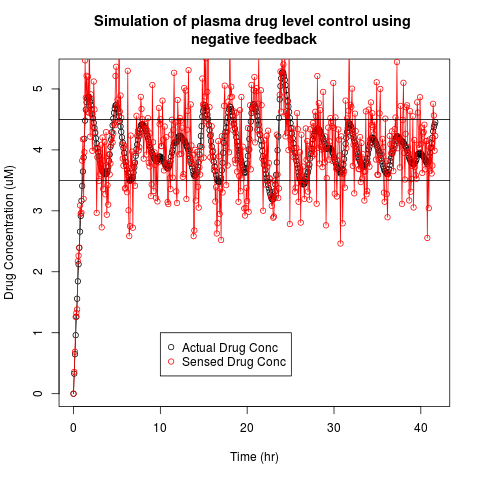 Simulation of plasma drug level control using
negative feedback
Drug Concentration (uM)
5
4
3
2
1
0
Actual Drug Conc
Sensed Drug Conc
0 10 20 30 40
Time (hr)